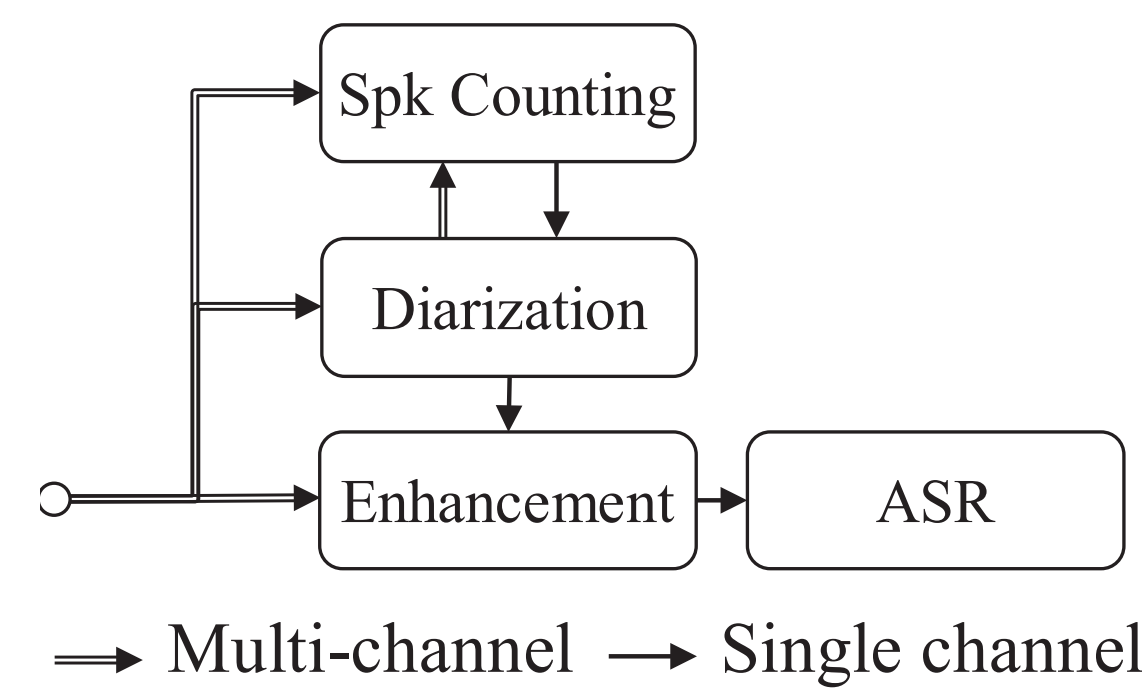 Spk Counting
Diarization
Enhancement
ASR
Multi-channel
Single channel